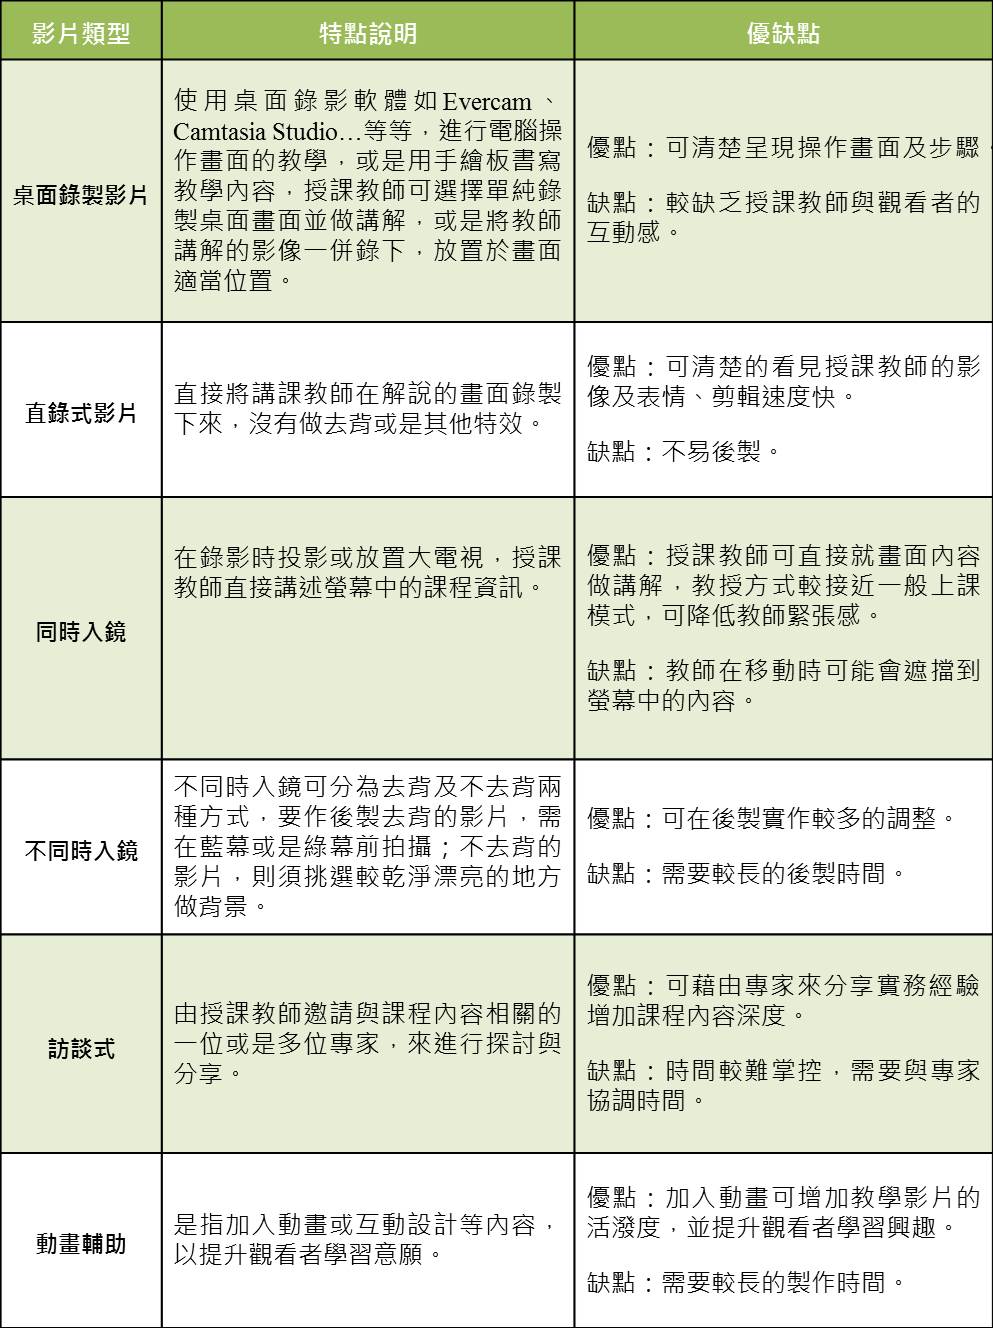 影片類型
特點說明
優缺點
桌面錄製影片
使用桌面錄影軟體如Evercam、
Camtasia Studio…等等，進行電腦操
作畫面的教學，或是用手繪板書寫
教學內容，授課教師可選擇單純錄
製桌面畫面並做講解，或是將教師
講解的影像一併錄下，放置於畫面
適當位置。
優點：可清楚呈現操作畫面及步驟。
缺點：較缺乏授課教師與觀看者的
互動感。
直錄式影片
直接將講課教師在解說的畫面錄製
下來，沒有做去背或是其他特效。
優點：可清楚的看見授課教師的影
像及表情、剪輯速度快。
缺點：不易後製。
同時入鏡
在錄影時投影或放置大電視，授課
教師直接講述螢幕中的課程資訊。
優點：授課教師可直接就畫面內容
做講解，教授方式較接近一般上課
模式，可降低教師緊張感。
缺點：教師在移動時可能會遮擋到
螢幕中的內容。
不同時入鏡
不同時入鏡可分為去背及不去背兩
種方式，要作後製去背的影片，需
在藍幕或是綠幕前拍攝；不去背的
影片，則須挑選較乾淨漂亮的地方
做背景。
優點：可在後製實作較多的調整。
缺點：需要較長的後製時間。
訪談式
由授課教師邀請與課程內容相關的
一位或是多位專家，來進行探討與
分享。
優點：可藉由專家來分享實務經驗
增加課程內容深度。
缺點：時間較難掌控，需要與專家
協調時間。
動畫輔助
是指加入動畫或互動設計等內容，
以提升觀看者學習意願。
優點：加入動畫可增加教學影片的
活潑度，並提升觀看者學習興趣。
缺點：需要較長的製作時間。